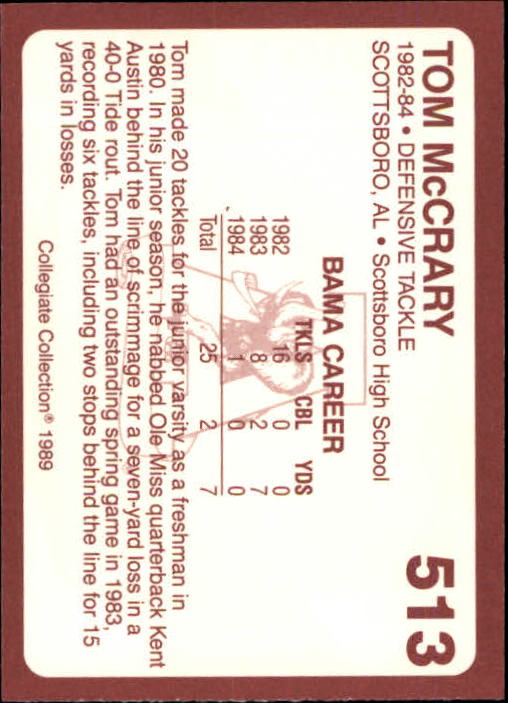 TOM McCRARY 513
1982-84 • DEFENSIVE TACKLE
SCOTTSBORO, AL • Scottsboro High School
BAMA CAREER
TKLS CBL YDS
1982 16 0 0
1983 8 2 7
1984 1 0 0
Total 25 2 7
Tom made 20 tackles for the junior varsity as a freshman in
1980. In his junior season, he nabbed Ole Miss quarterback Kent
Austin behind the line of scrimmage for a seven-yard loss in a
40-0 Tide rout. Tom had an outstanding spring game in 1983,
recording six tackles, including two stops behind the line for 15
yards in losses.
Collegiate Collection® 1989